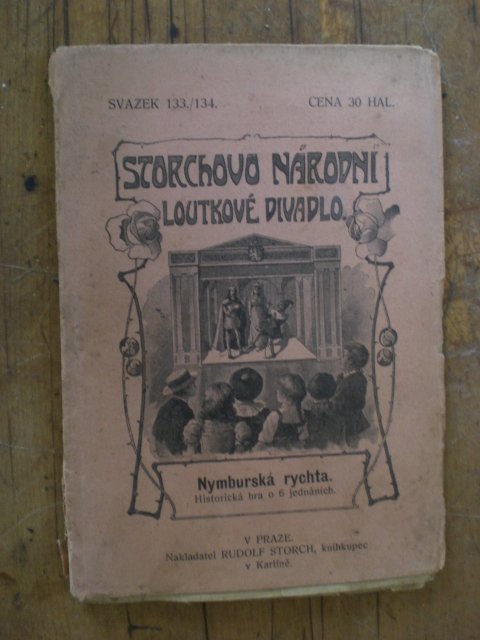 SVAZEK 133./134. CENA 30 HAL.
STORCHOVO NÁRODNÍ
LOUTKOVÉ DIVADLO.
Nymburská rychta.
Historická hra o 6 jednáních.
V PRAZE.
Nakladatel RUDOLF STORCH, knihkupec
v Karlíně.